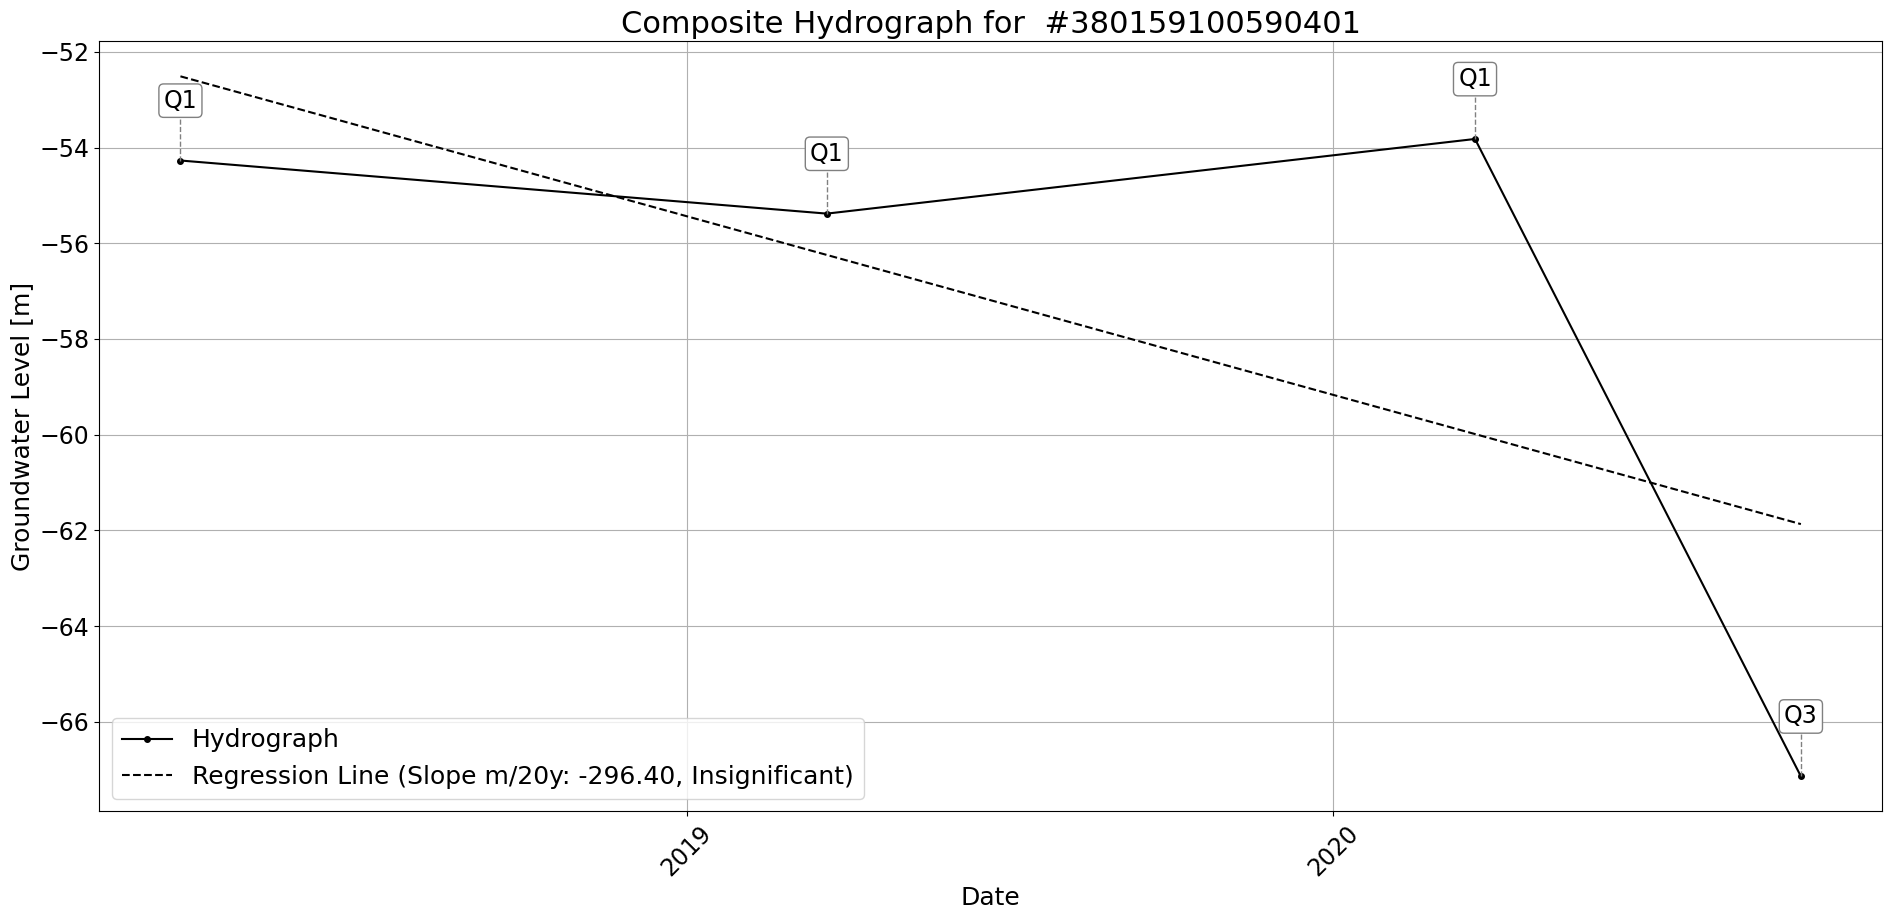 Composite Hydrograph for  #380159100590401
Groundwater Level [m]
−52
−54
−56
−58
−60
−62
−64
−66
Q1
Q1
Q1
Q3
Hydrograph
Regression Line (Slope m/20y: -296.40, Insignificant)
2019
2020
Date